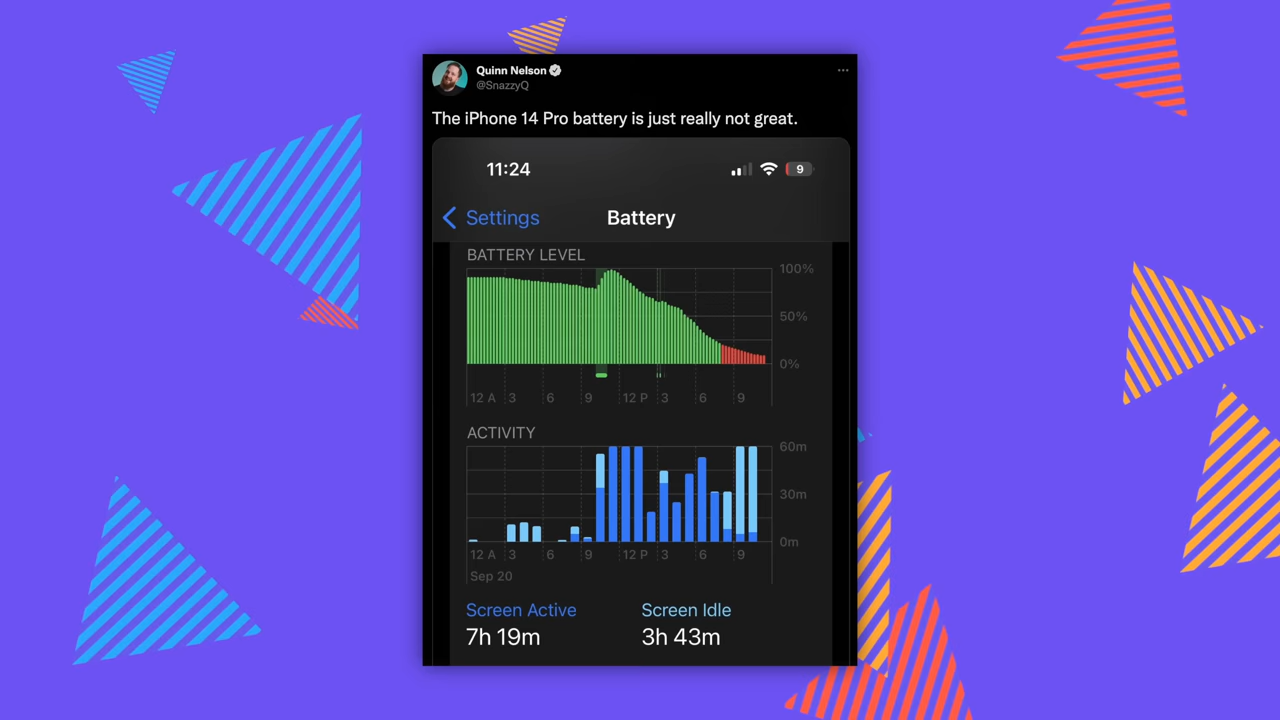 Quinn Nelson
@SnazzyQ
The iPhone 14 Pro battery is just really not great.
11:24
9
Settings
Battery
BATTERY LEVEL
100%
50%
0%
12 A 3 6 9 12 P 3 6 9
ACTIVITY
60m
30m
0m
12 A 3 6 9 12 P 3 6 9
Sep 20
Screen Active Screen Idle
7h 19m 3h 43m